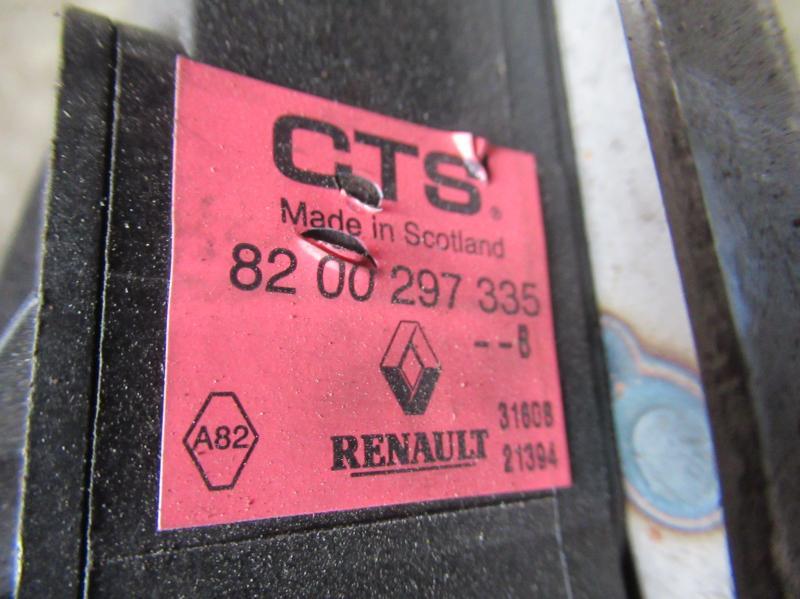 CTS®
Made in Scotland
82 00 297 335
--B
A82
RENAULT
31608
21394